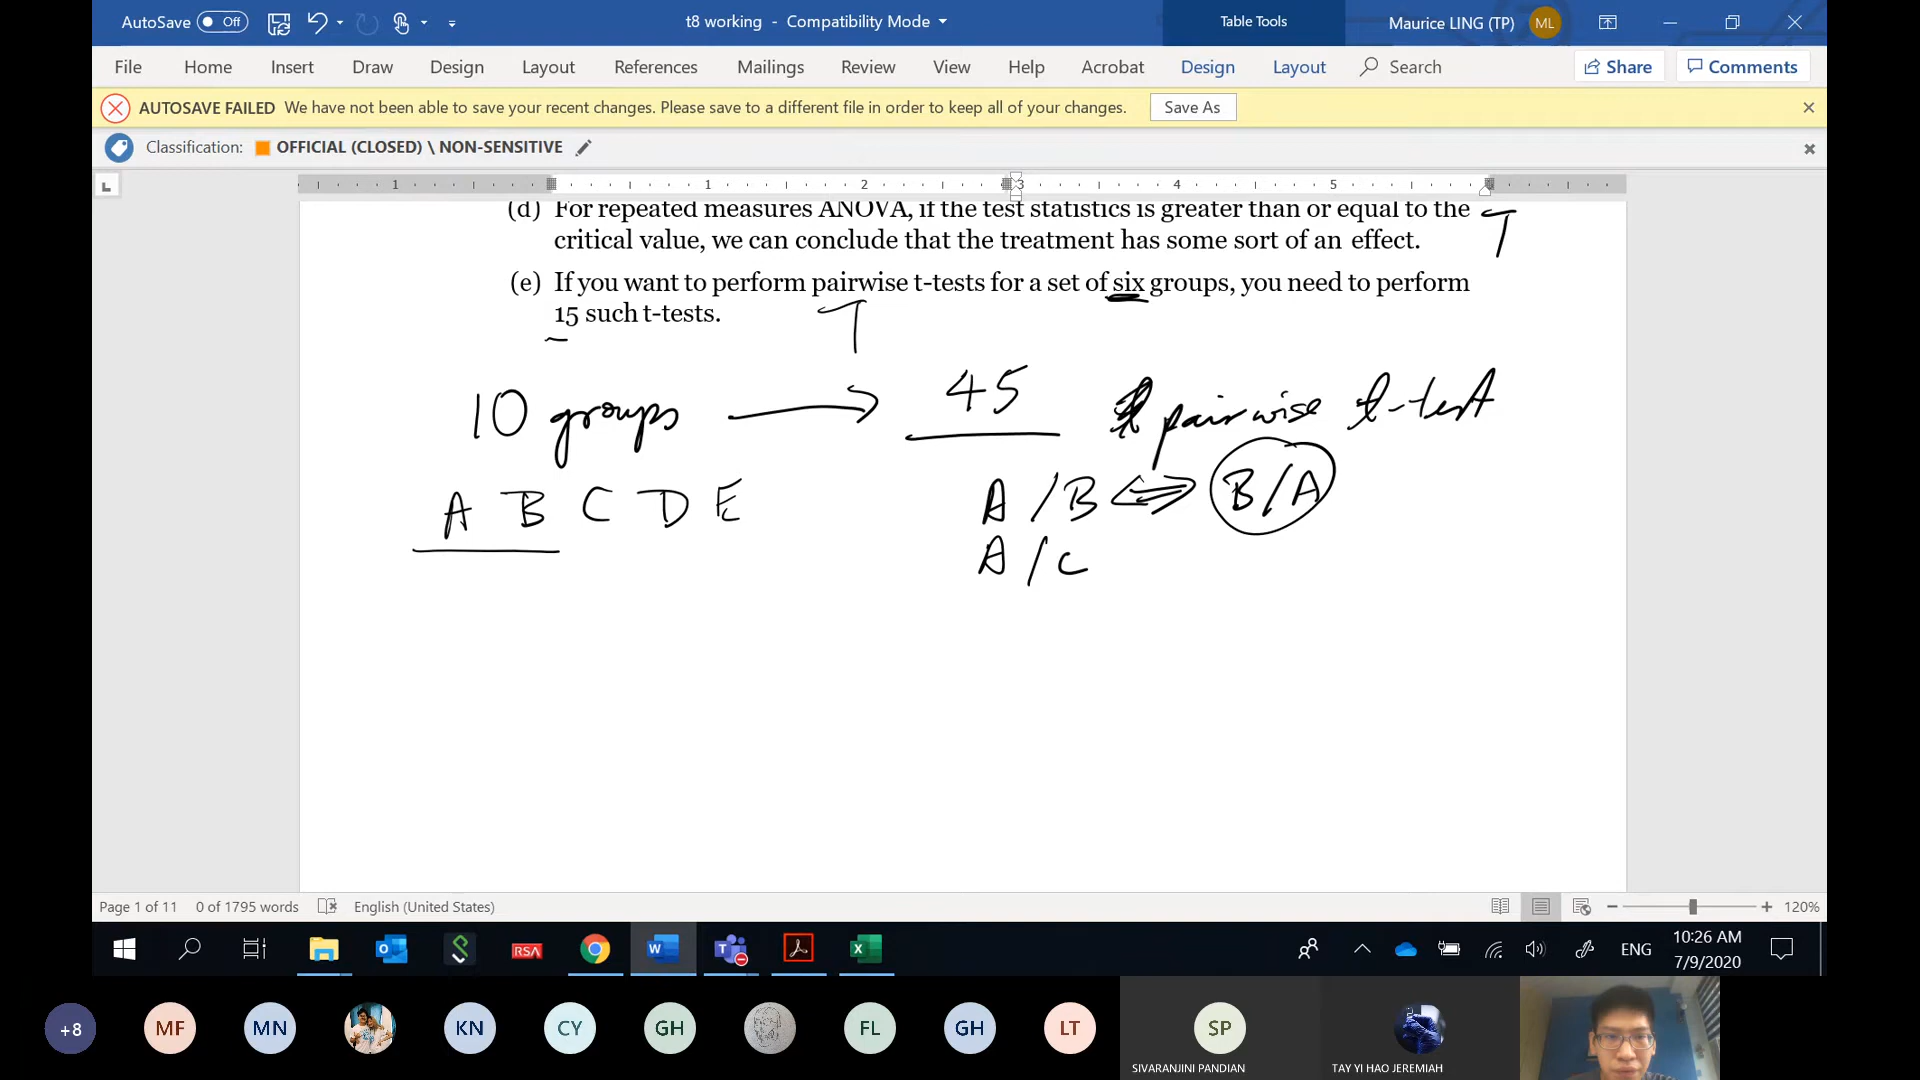 AutoSave Off t8 working - Compatibility Mode Table Tools Maurice LING (TP) ML
File Home Insert Draw Design Layout References Mailings Review View Help Acrobat Design Layout Search Share Comments
AUTOSAVE FAILED We have not been able to save your recent changes. Please save to a different file in order to keep all of your changes. Save As
Classification: OFFICIAL (CLOSED) \ NON-SENSITIVE
1 1 2 3 4 5
(d) For repeated measures ANOVA, if the test statistics is greater than or equal to the T
critical value, we can conclude that the treatment has some sort of an effect.
(e) If you want to perform pairwise t-tests for a set of six groups, you need to perform
15 such t-tests. T
10 groups → 45 pairwise t-test
A B C D E A/B ⇔ B/A
A/C
Page 1 of 11 0 of 1795 words English (United States) 120%
RSA ENG 10:26 AM
7/9/2020
+8 MF MN KN CY GH FL GH LT SP
SIVARANJINI PANDIAN TAY YI HAO JEREMIAH